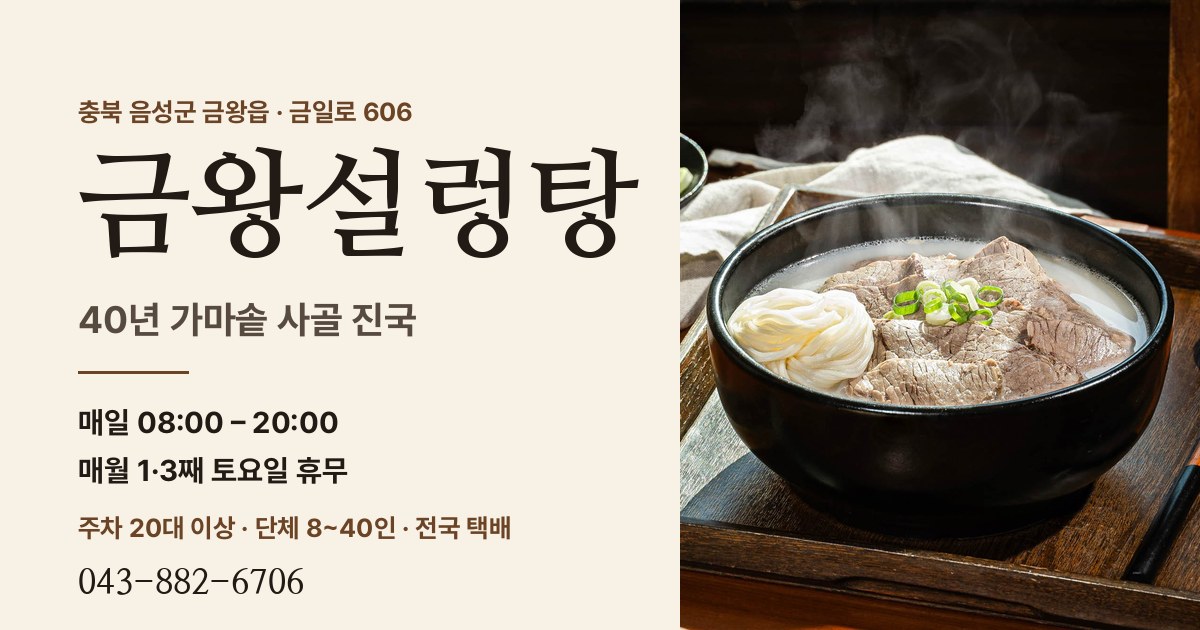 충북 음성군 금왕읍 · 금일로 606
금왕설렁탕
40년 가마솥 사골 진국
매일 08:00 – 20:00
매월 1·3째 토요일 휴무
주차 20대 이상 · 단체 8~40인 · 전국 택배
043-882-6706